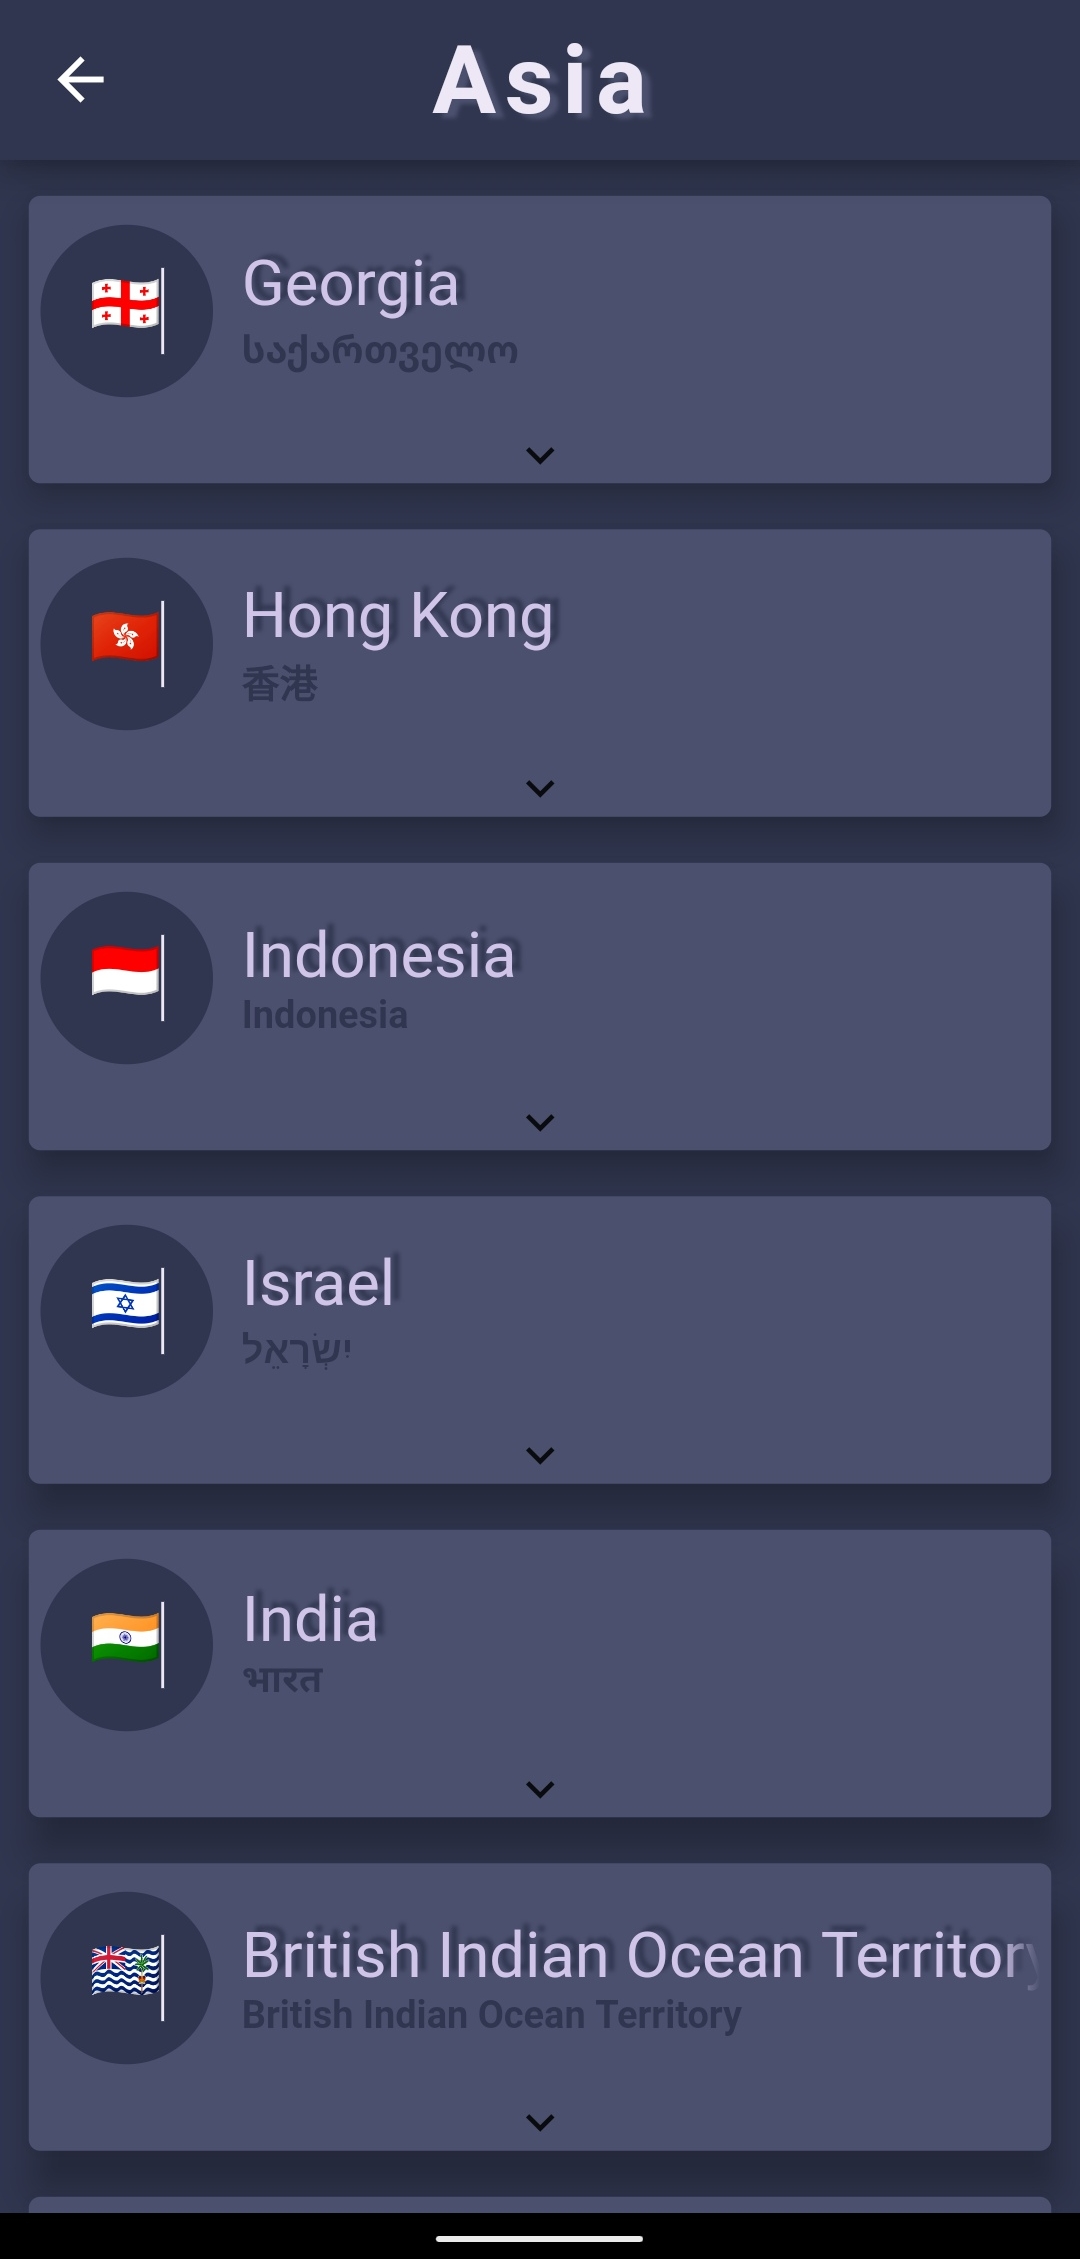 Asia
Georgia
საქართველო
Hong Kong
香港
Indonesia
Indonesia
Israel
יִשְׂרָאֵל
India
भारत
British Indian Ocean Territory
British Indian Ocean Territory